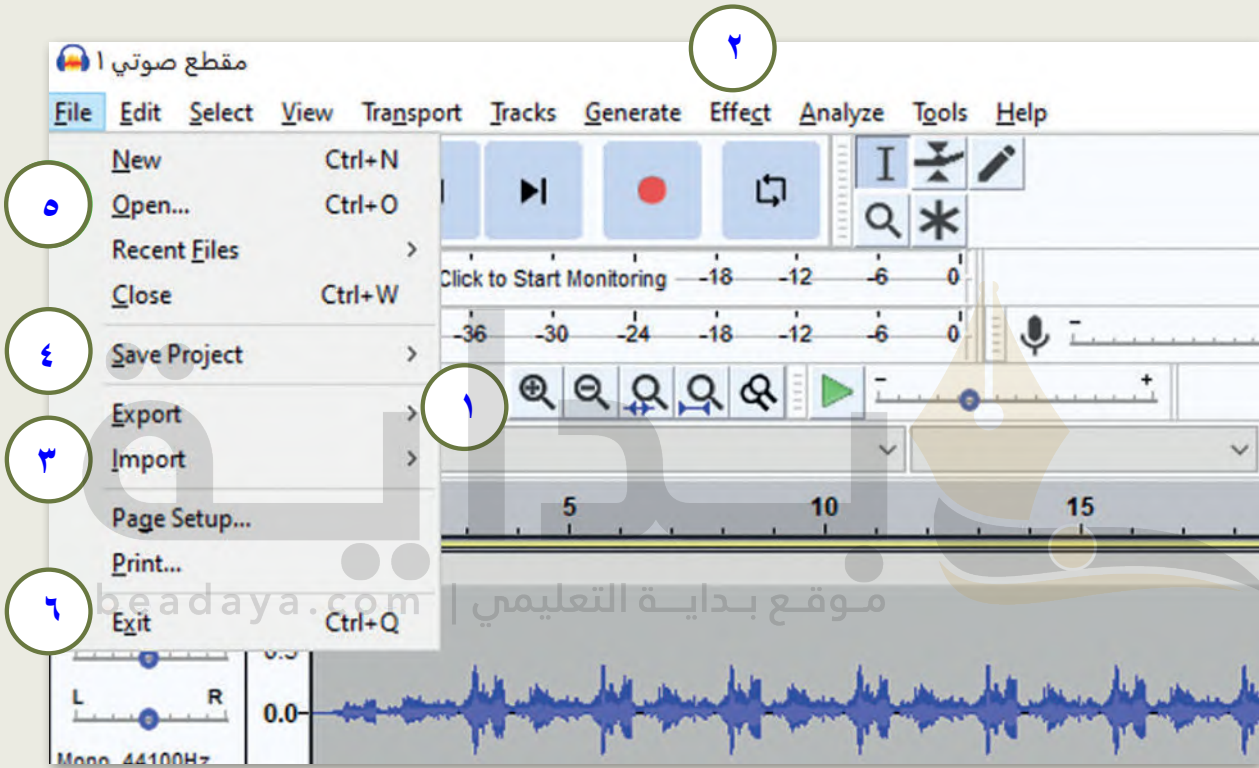 ٢
مقطع صوتي ١
File Edit Select View Transport Tracks Generate Effect Analyze Tools Help
New Ctrl+N
٥
Open... Ctrl+O
Recent Files >
Close Ctrl+W
Click to Start Monitoring -18 -12 -6 0
-36 -30 -24 -18 -12 -6 0
-
٤
Save Project >
- +
١
Export >
٣
Import >
5 10 15
Page Setup...
Print...
بداية
beadaya.com | موقع بداية التعليمي
٦
Exit Ctrl+Q
L R
0.0
Mono, 44100Hz